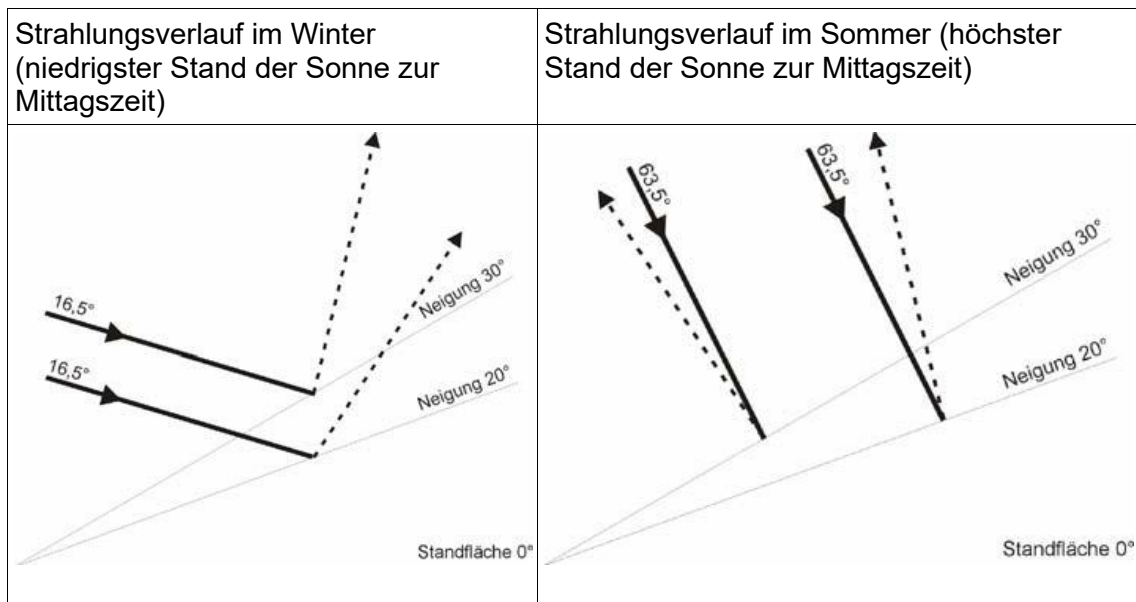 Strahlungsverlauf im Winter
(niedrigster Stand der Sonne zur
Mittagszeit)
Strahlungsverlauf im Sommer (höchster
Stand der Sonne zur Mittagszeit)
16,5°
16,5°
Neigung 30°
Neigung 20°
Standfläche 0°
63,5°
63,5°
Neigung 30°
Neigung 20°
Standfläche 0°